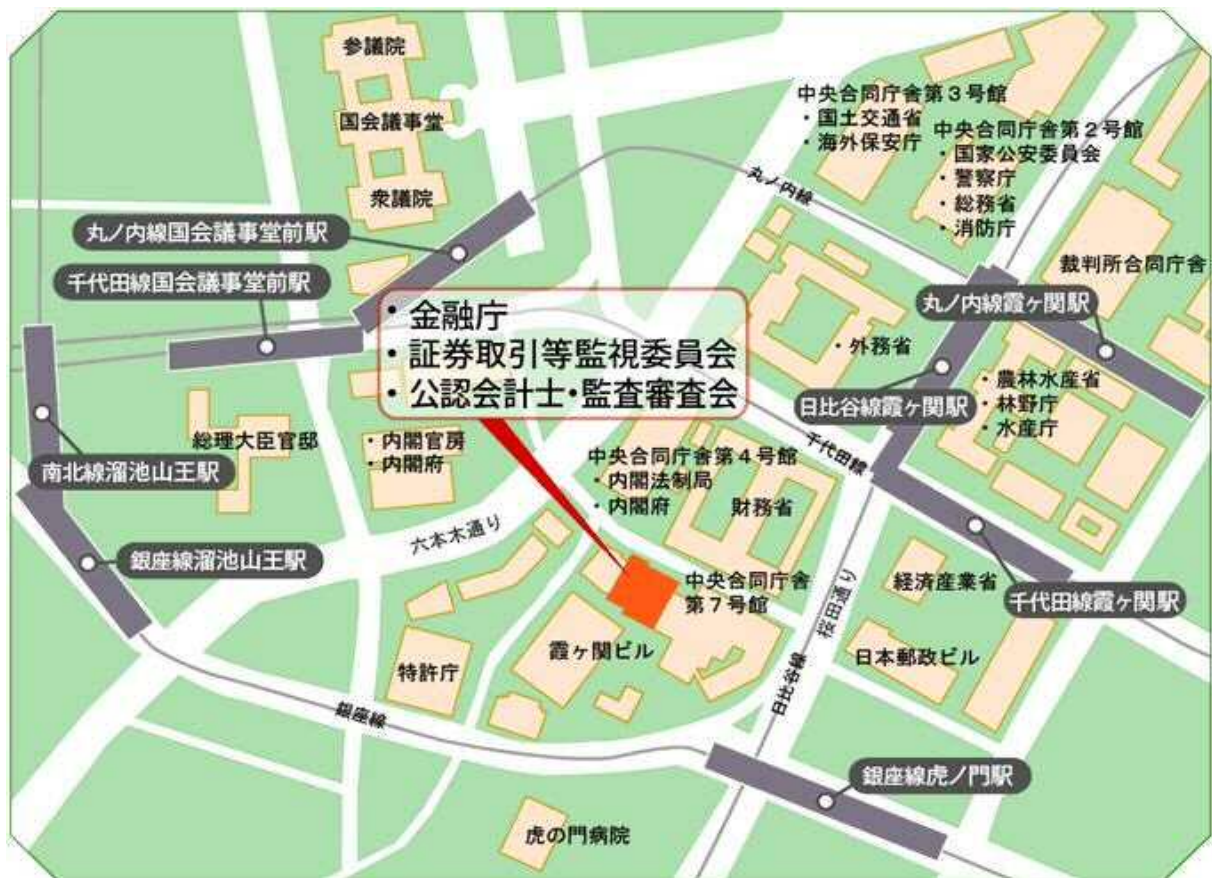 参議院
国会議事堂
衆議院
丸ノ内線国会議事堂前駅
千代田線国会議事堂前駅
・金融庁
・証券取引等監視委員会
・公認会計士・監査審査会
中央合同庁舎第3号館
・国土交通省
・海外保安庁
中央合同庁舎第2号館
・国家公安委員会
・警察庁
・総務省
・消防庁
丸ノ内線
裁判所合同庁舎
丸ノ内線霞ヶ関駅
・外務省
日比谷線霞ヶ関駅
・農林水産省
・林野庁
・水産庁
千代田線
総理大臣官邸
・内閣官房
・内閣府
南北線溜池山王駅
中央合同庁舎第4号館
・内閣法制局
・内閣府
財務省
六本木通り
銀座線溜池山王駅
中央合同庁舎
第7号館
桜田通り
経済産業省
千代田線霞ヶ関駅
霞ヶ関ビル
特許庁
日比谷線
日本郵政ビル
銀座線
銀座線虎ノ門駅
虎の門病院